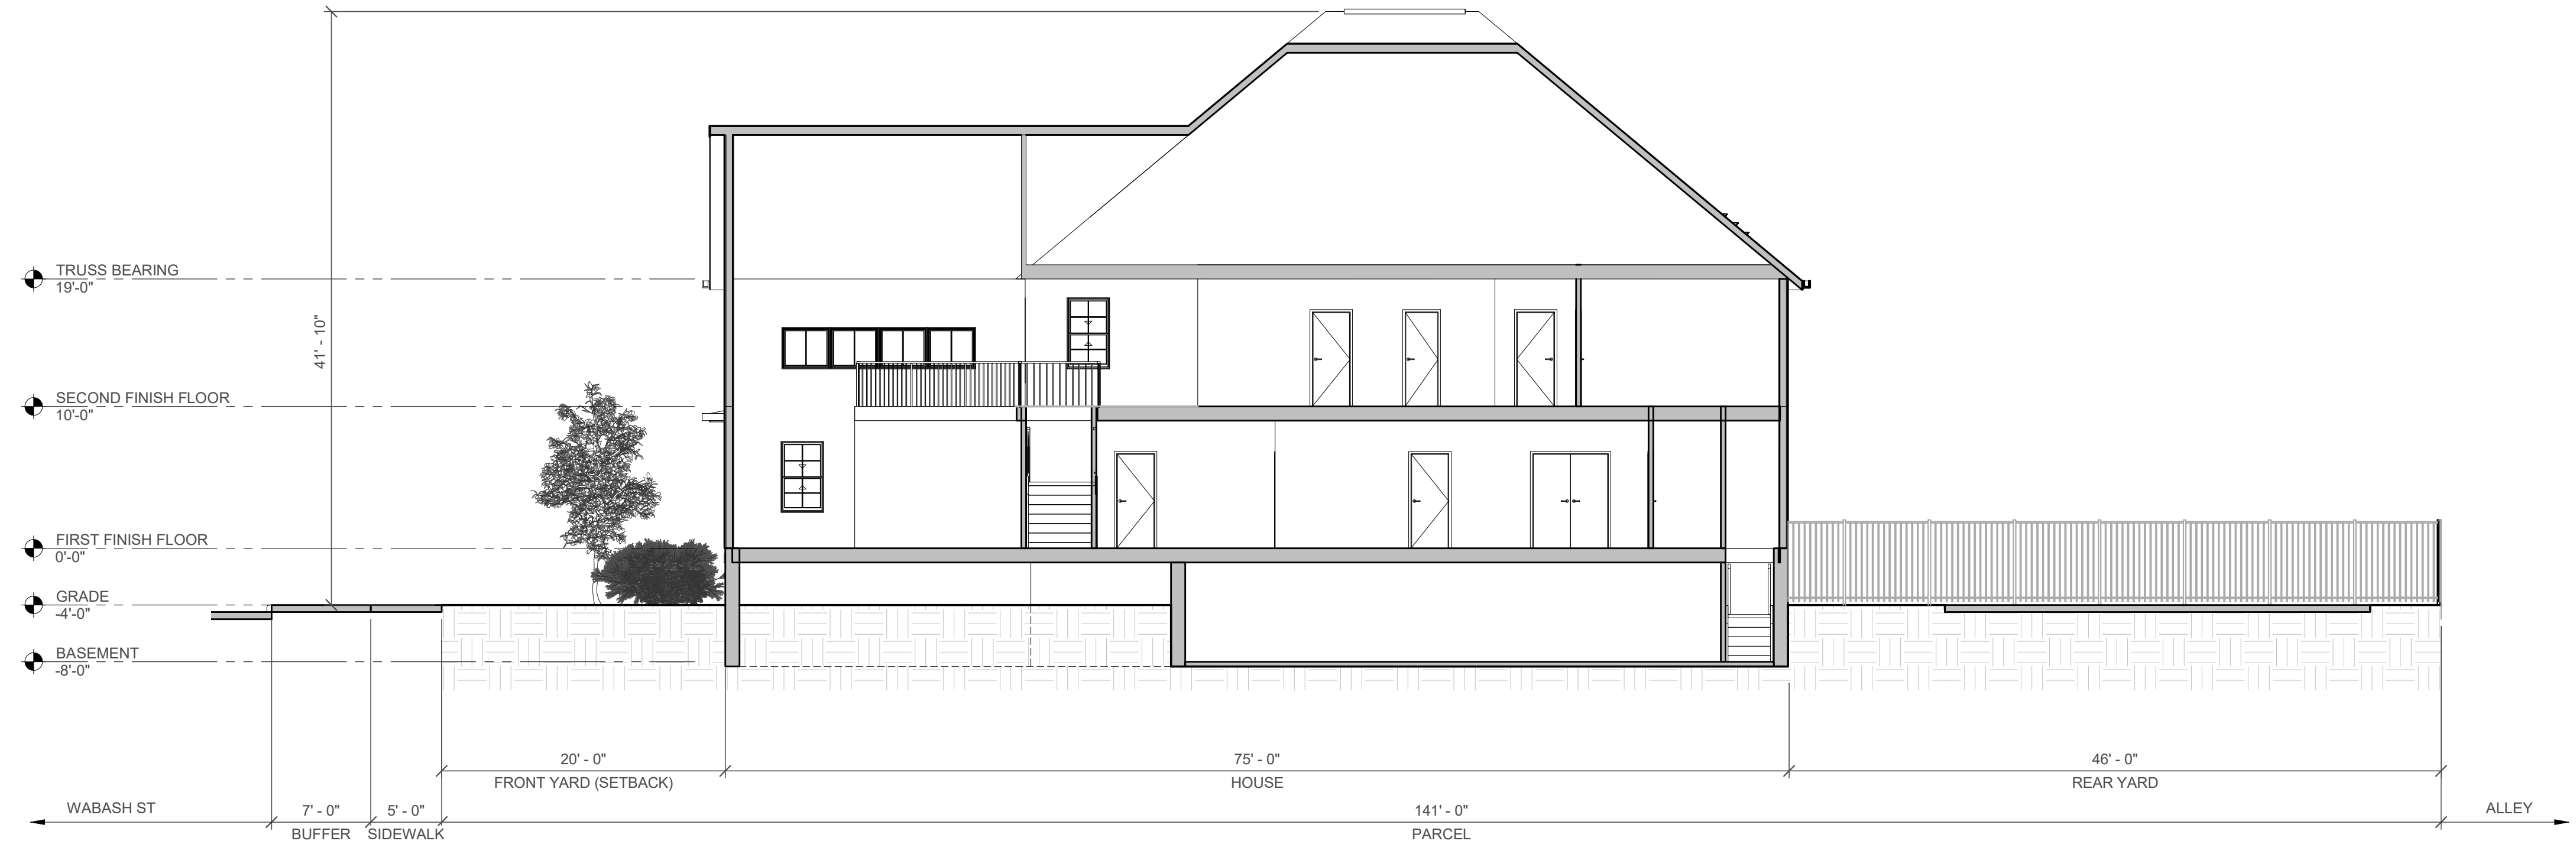 TRUSS BEARING
19'-0"
41' - 10"
SECOND FINISH FLOOR
10'-0"
FIRST FINISH FLOOR
0'-0"
GRADE
-4'-0"
BASEMENT
-8'-0"
20' - 0"
75' - 0"
46' - 0"
FRONT YARD (SETBACK)
HOUSE
REAR YARD
WABASH ST
7' - 0"
5' - 0"
141' - 0"
ALLEY
BUFFER
SIDEWALK
PARCEL